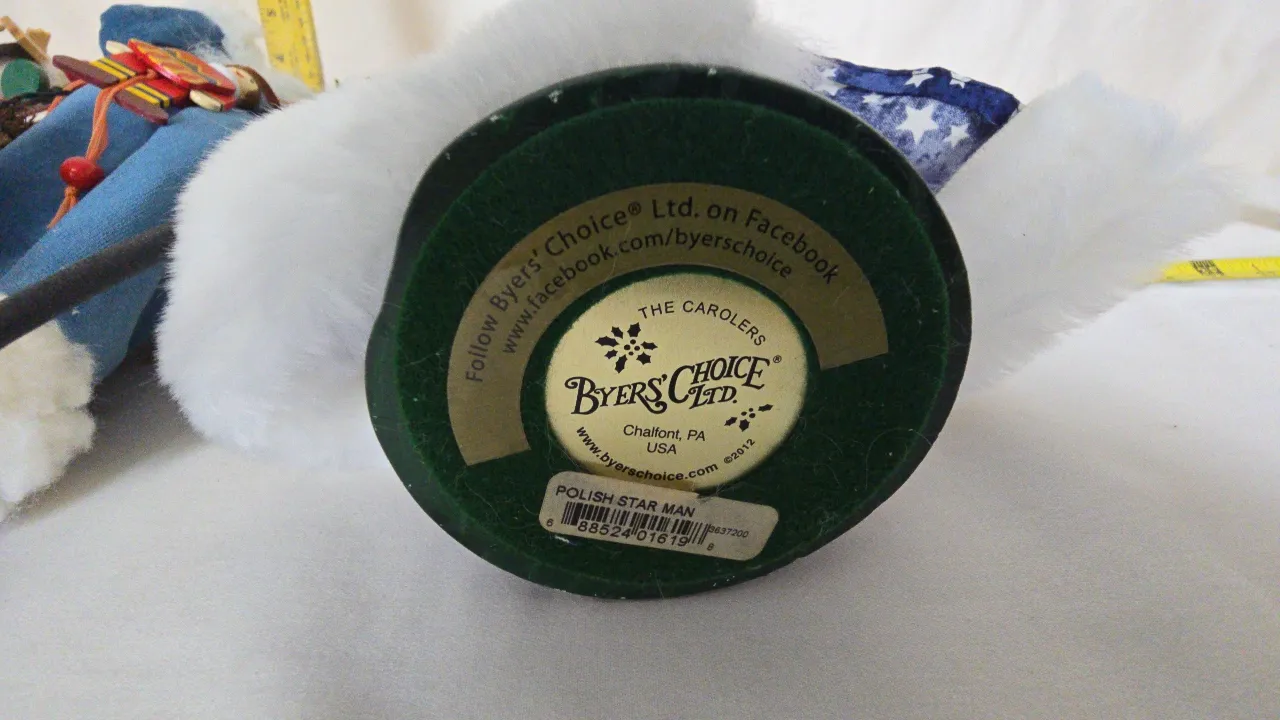 Follow Byers' Choice® Ltd. on Facebook
www.facebook.com/byerschoice
THE CAROLERS
BYERS' CHOICE®
LTD.
Chalfont, PA
USA
www.byerschoice.com ©2012
POLISH STAR MAN
3637200
6 88524 01619 8